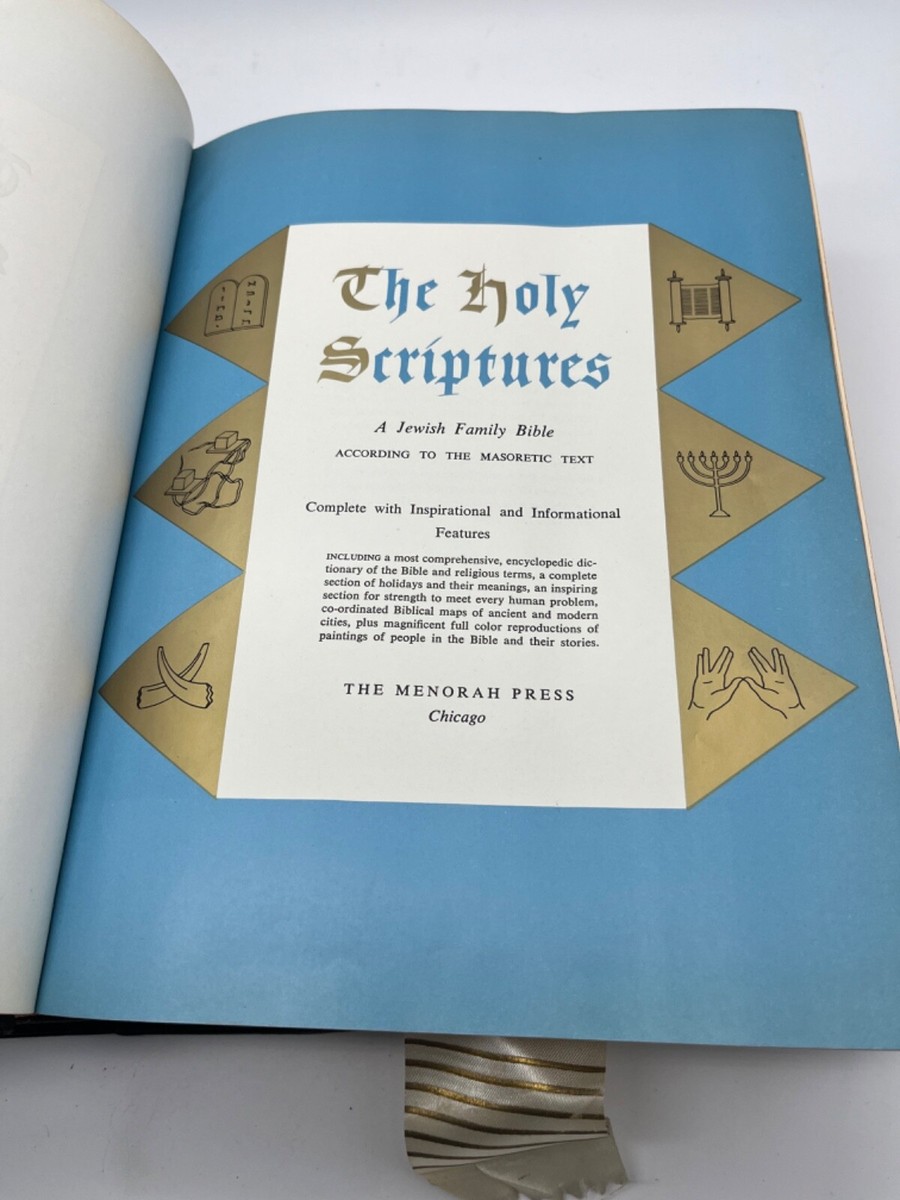 The Holy
Scriptures
A Jewish Family Bible
ACCORDING TO THE MASORETIC TEXT
Complete with Inspirational and Informational
Features
INCLUDING a most comprehensive, encyclopedic dic-
tionary of the Bible and religious terms, a complete
section of holidays and their meanings, an inspiring
section for strength to meet every human problem,
co-ordinated Biblical maps of ancient and modern
cities, plus magnificent full color reproductions of
paintings of people in the Bible and their stories.
THE MENORAH PRESS
Chicago